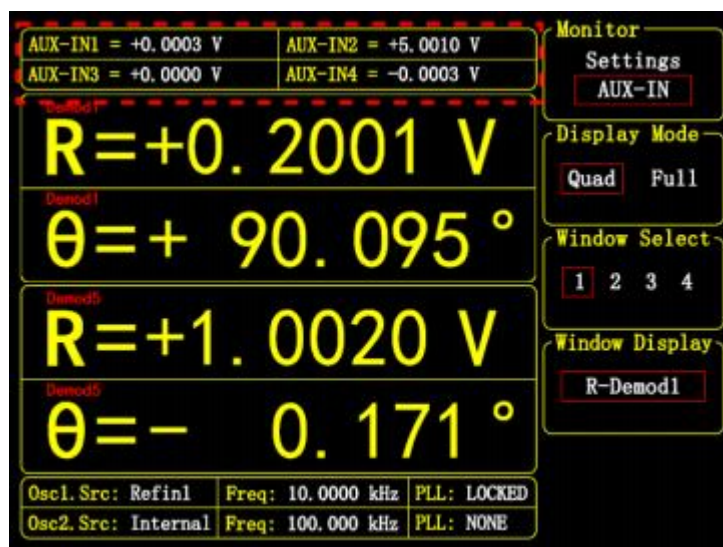 AUX-IN1 = +0.0003 V AUX-IN2 = +5.0010 V
AUX-IN3 = +0.0000 V AUX-IN4 = -0.0003 V
Demod1
R=+0.2001 V
Demod1
θ=+ 90.095 °
Demod5
R=+1.0020 V
Demod5
θ=- 0.171 °
Osc1.Src: Refin1 Freq: 10.0000 kHz PLL: LOCKED
Osc2.Src: Internal Freq: 100.000 kHz PLL: NONE
Monitor
Settings
AUX-IN
Display Mode
Quad Full
Window Select
1 2 3 4
Window Display
R-Demod1